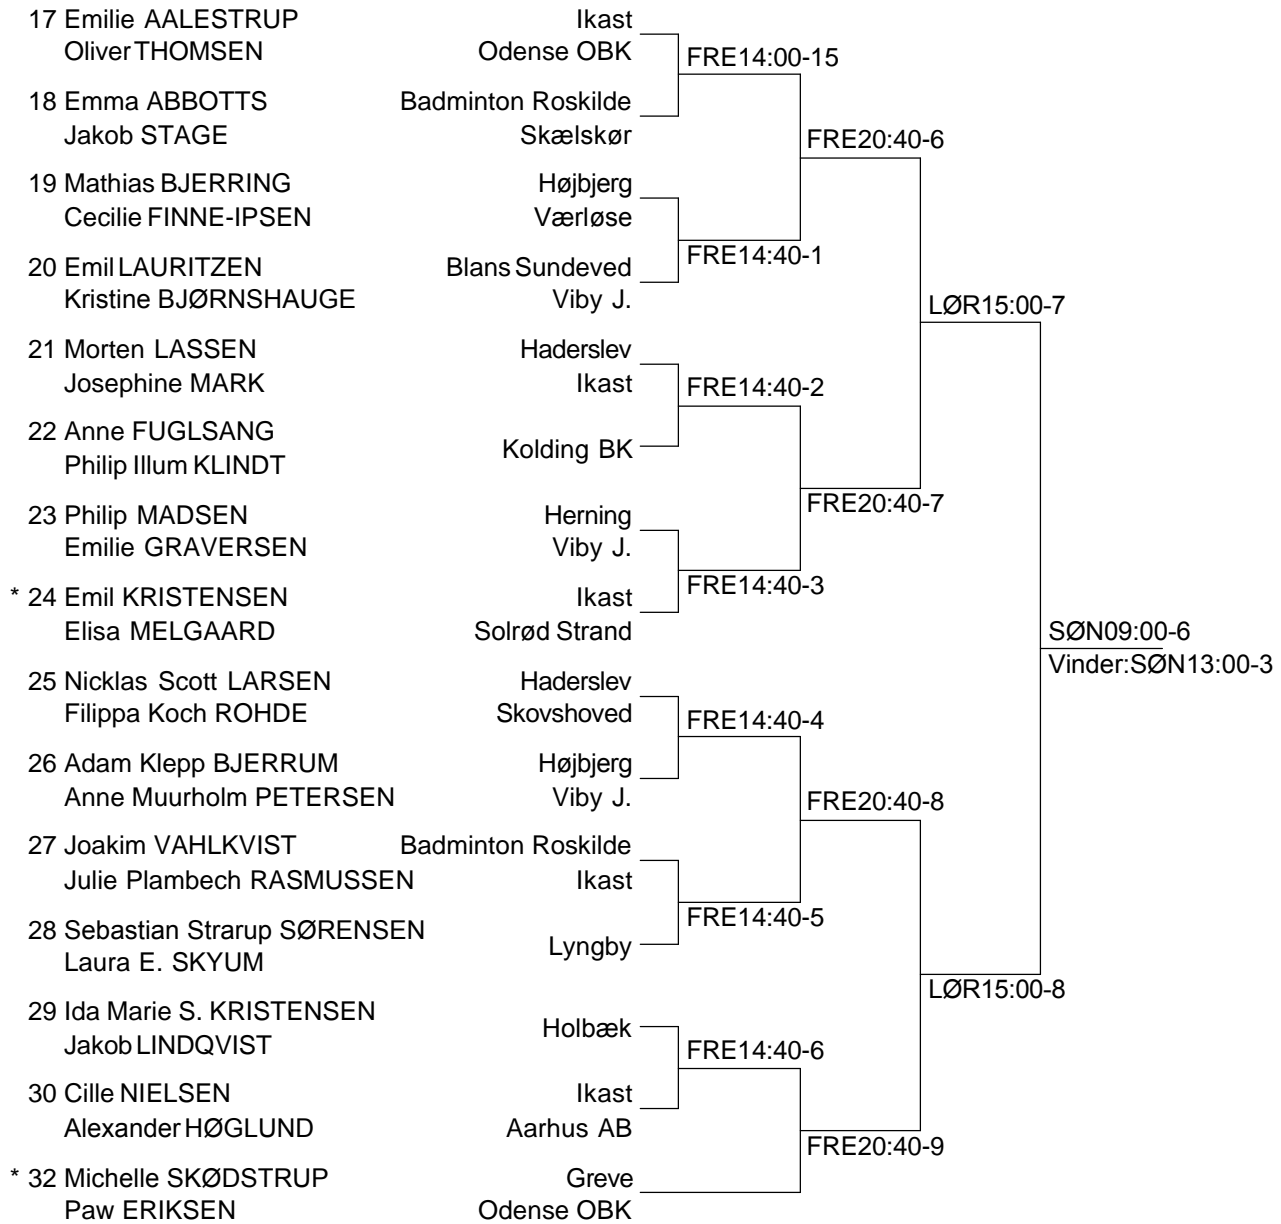 17 Emilie AALESTRUP Ikast
Oliver THOMSEN Odense OBK
FRE14:00-15
18 Emma ABBOTTS Badminton Roskilde
Jakob STAGE Skælskør
FRE20:40-6
19 Mathias BJERRING Højbjerg
Cecilie FINNE-IPSEN Værløse
FRE14:40-1
20 Emil LAURITZEN Blans Sundeved
Kristine BJØRNSHAUGE Viby J.
LØR15:00-7
21 Morten LASSEN Haderslev
Josephine MARK Ikast
FRE14:40-2
22 Anne FUGLSANG
Kolding BK
Philip Illum KLINDT
FRE20:40-7
23 Philip MADSEN Herning
Emilie GRAVERSEN Viby J.
FRE14:40-3
* 24 Emil KRISTENSEN Ikast
Elisa MELGAARD Solrød Strand
SØN09:00-6
Vinder:SØN13:00-3
25 Nicklas Scott LARSEN Haderslev
Filippa Koch ROHDE Skovshoved
FRE14:40-4
26 Adam Klepp BJERRUM Højbjerg
Anne Muurholm PETERSEN Viby J.
FRE20:40-8
27 Joakim VAHLKVIST Badminton Roskilde
Julie Plambech RASMUSSEN Ikast
FRE14:40-5
28 Sebastian Strarup SØRENSEN
Lyngby
Laura E. SKYUM
LØR15:00-8
29 Ida Marie S. KRISTENSEN
Holbæk
Jakob LINDQVIST
FRE14:40-6
30 Cille NIELSEN Ikast
Alexander HØGLUND Aarhus AB
FRE20:40-9
* 32 Michelle SKØDSTRUP Greve
Paw ERIKSEN Odense OBK